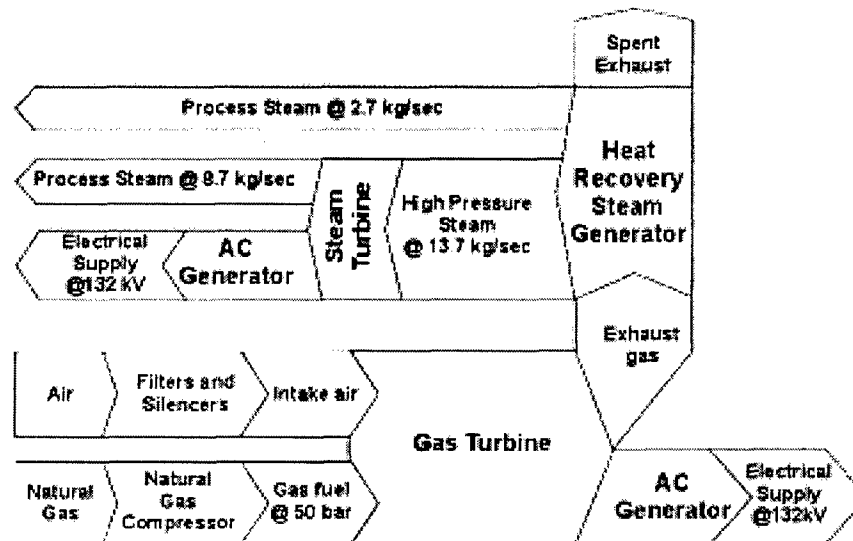 Spent
Exhaust
Process Steam @ 2.7 kg/sec
Heat
Recovery
Steam
Generator
Process Steam @ 8.7 kg/sec
Steam
Turbine
High Pressure
Steam
@ 13.7 kg/sec
Electrical
Supply
@132 kV
AC
Generator
Exhaust
gas
Air
Filters and
Silencers
Intake air
Gas Turbine
Natural
Gas
Natural
Gas
Compressor
Gas fuel
@ 50 bar
AC
Generator
Electrical
Supply
@132kV